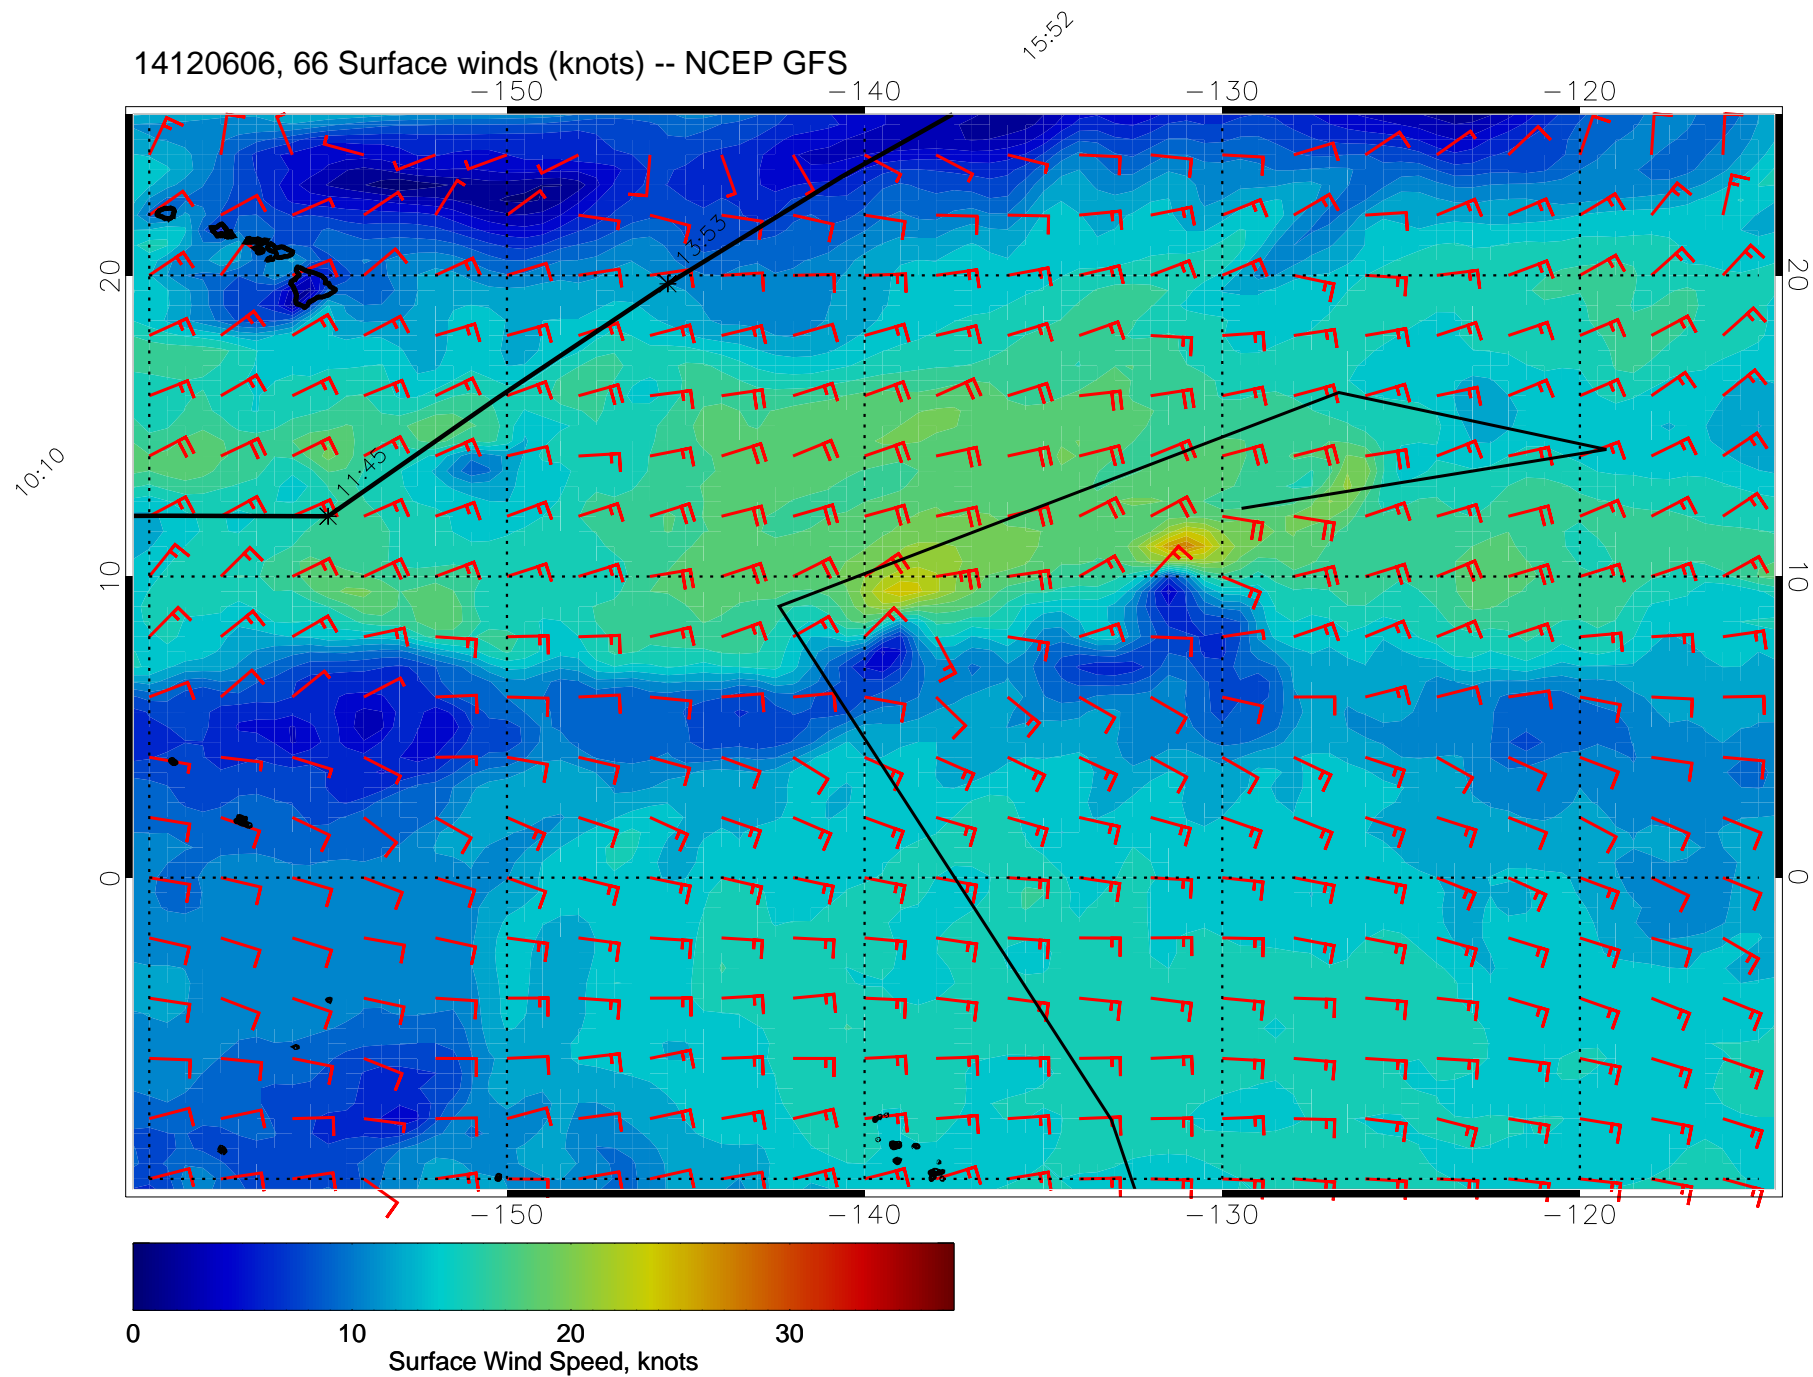 15:52
14120606, 66 Surface winds (knots) -- NCEP GFS
-150 -140 -130 -120
13:53
20 20
11:45
10:10
10 10
0 0
-150 -140 -130 -120
0 10 20 30
Surface Wind Speed, knots